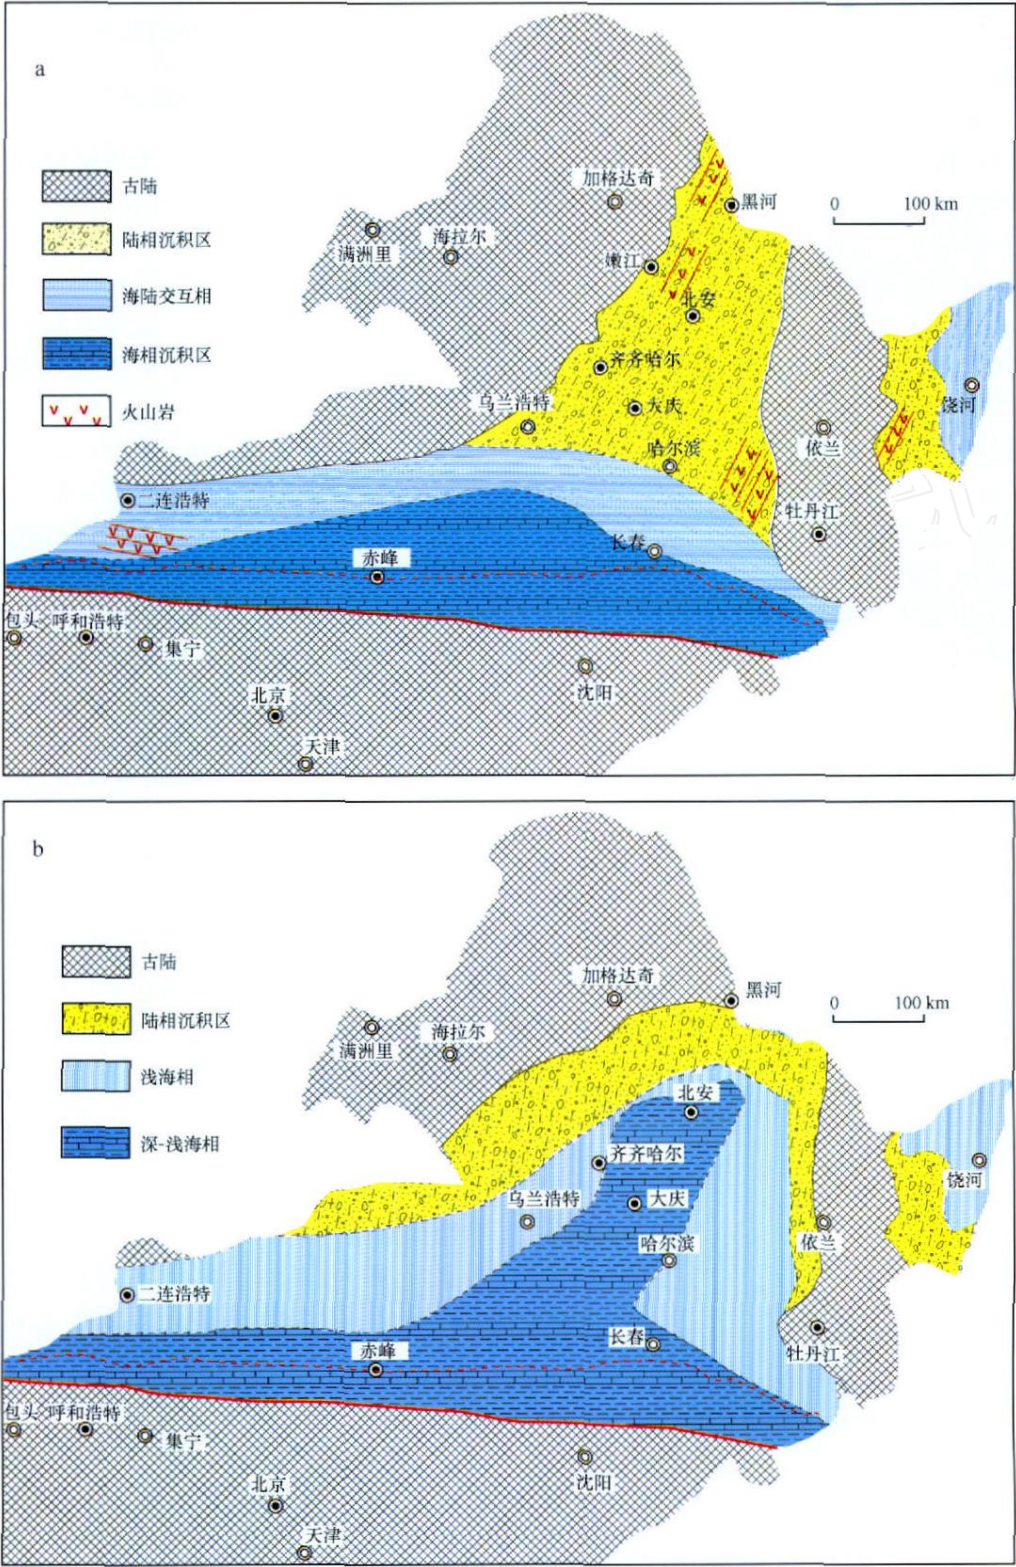 a
加格达奇
黑河
0 100 km
古陆
陆相沉积区
海陆交互相
海相沉积区
火山岩
满洲里
海拉尔
嫩江
北安
齐齐哈尔
乌兰浩特
大庆
饶河
哈尔滨
依兰
二连浩特
牡丹江
长春
赤峰
包头
呼和浩特
集宁
沈阳
北京
天津
b
加格达奇
黑河
0 100 km
古陆
陆相沉积区
浅海相
深-浅海相
满洲里
海拉尔
北安
齐齐哈尔
饶河
乌兰浩特
大庆
哈尔滨
依兰
二连浩特
长春
赤峰
牡丹江
包头
呼和浩特
集宁
沈阳
北京
天津